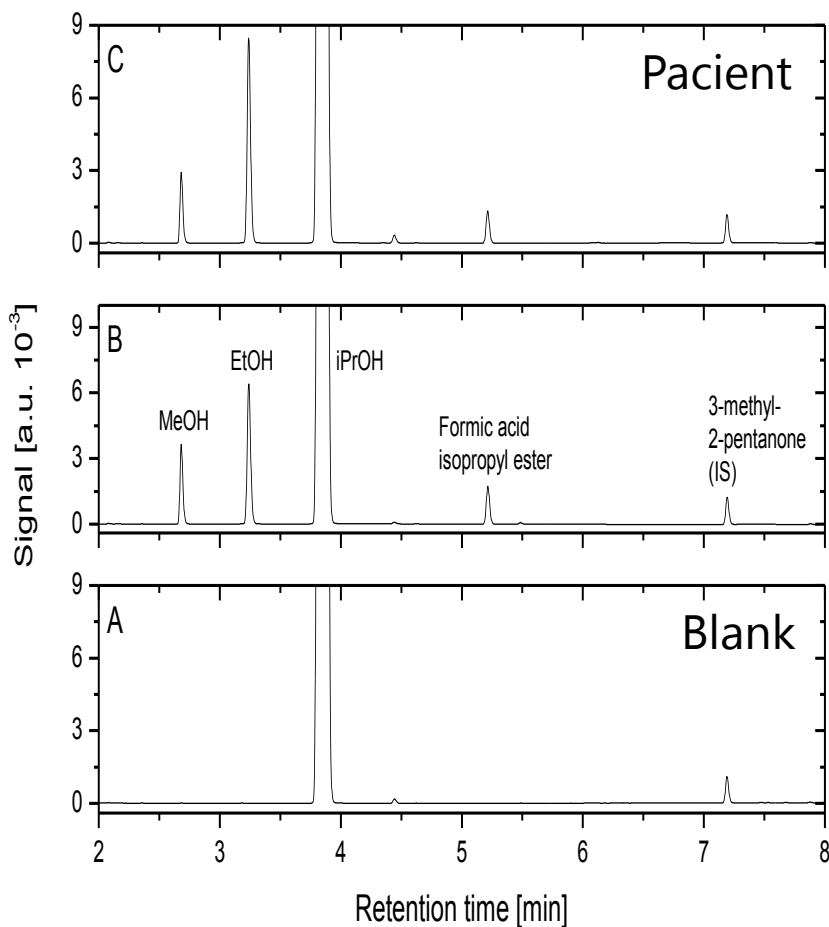 9
6
3
0
C
Pacient
Signal [a.u. 10⁻³]
9
6
3
0
B
MeOH
EtOH
iPrOH
Formic acid
isopropyl ester
3-methyl-
2-pentanone
(IS)
9
6
3
0
A
Blank
2 3 4 5 6 7 8
Retention time [min]